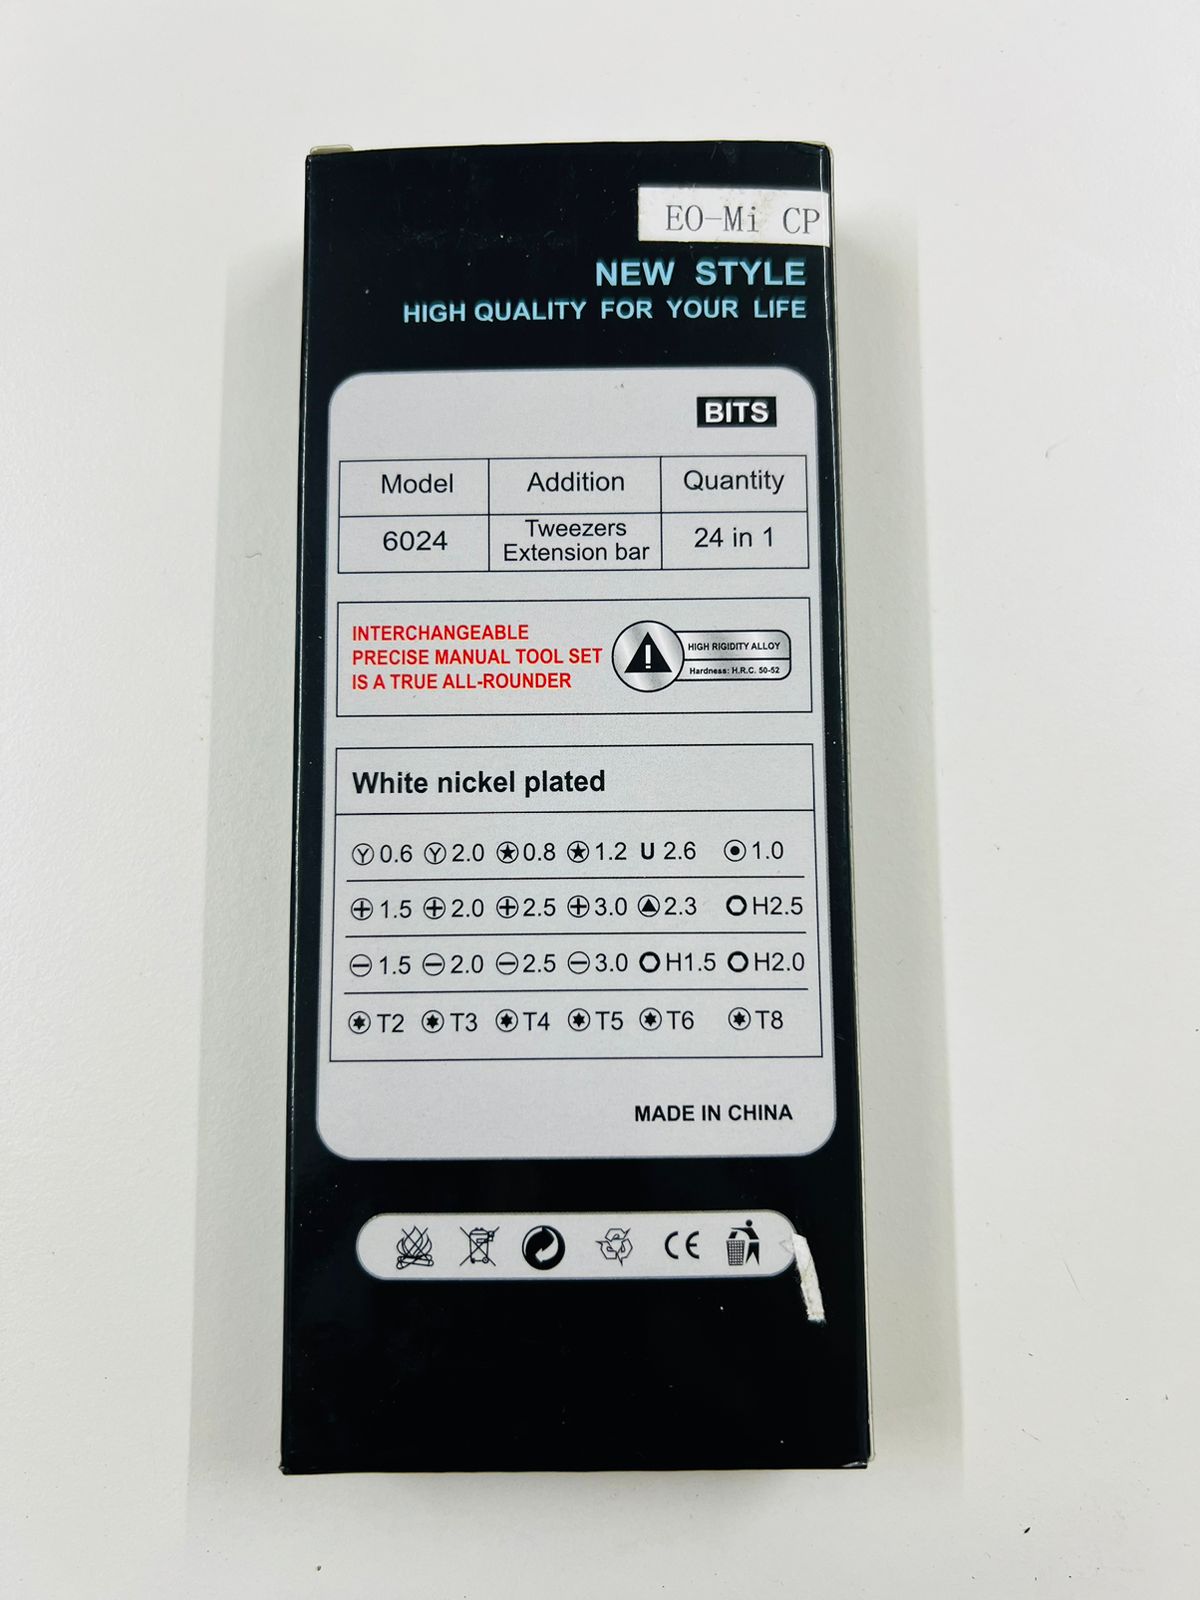 EO-Mi CP
NEW STYLE
HIGH QUALITY FOR YOUR LIFE
BITS
Model Addition Quantity
6024 Tweezers Extension bar 24 in 1
INTERCHANGEABLE
PRECISE MANUAL TOOL SET
IS A TRUE ALL-ROUNDER
HIGH RIGIDITY ALLOY
Hardness: H.R.C. 50-52
White nickel plated
Y 0.6 Y 2.0 ★ 0.8 ★ 1.2 U 2.6 1.0
+ 1.5 + 2.0 + 2.5 + 3.0 ▲ 2.3 H2.5
− 1.5 − 2.0 − 2.5 − 3.0 H1.5 H2.0
T2 T3 T4 T5 T6 T8
MADE IN CHINA
CE